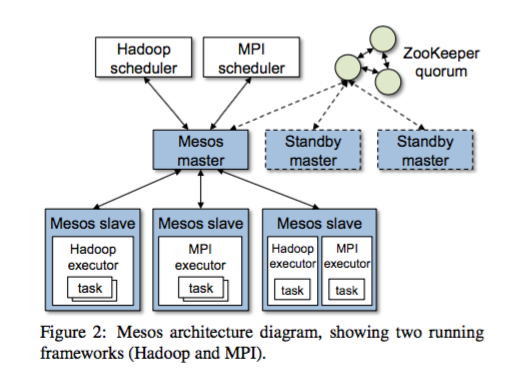 Hadoop
scheduler
MPI
scheduler
ZooKeeper
quorum
Mesos
master
Standby
master
Standby
master
Mesos slave
Hadoop
executor
task
Mesos slave
MPI
executor
task
Mesos slave
Hadoop
executor
task
MPI
executor
task
Figure 2: Mesos architecture diagram, showing two running
frameworks (Hadoop and MPI).